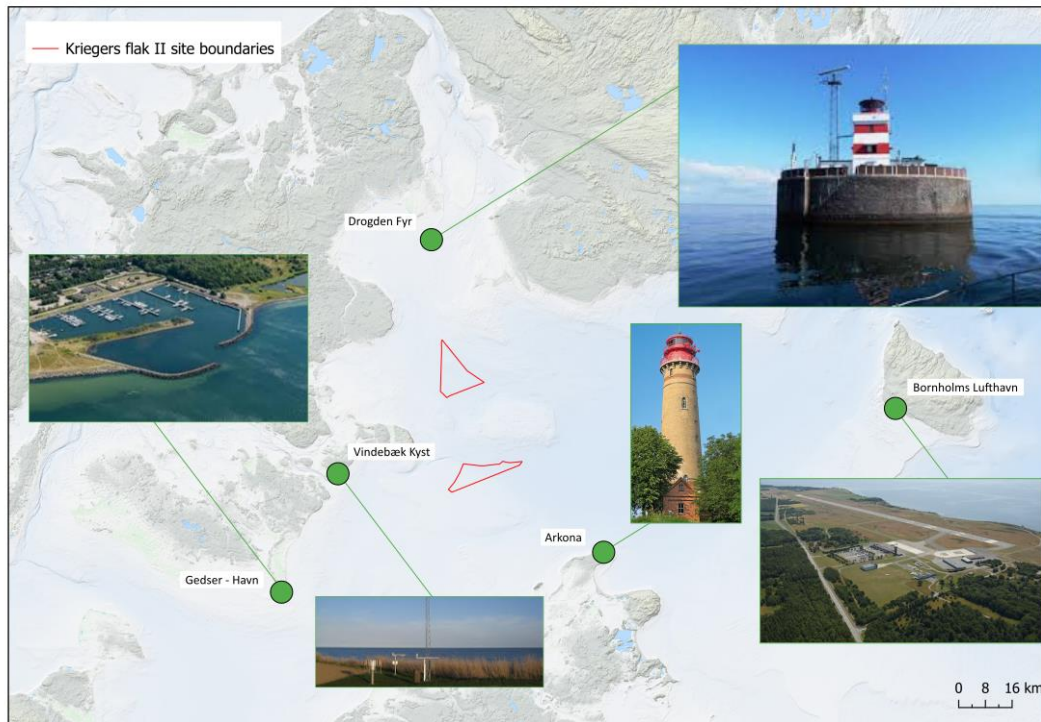 Kriegers flak II site boundaries
Drogden Fyr
Bornholms Lufthavn
Vindebæk Kyst
Arkona
Gedser - Havn
0 8 16 km